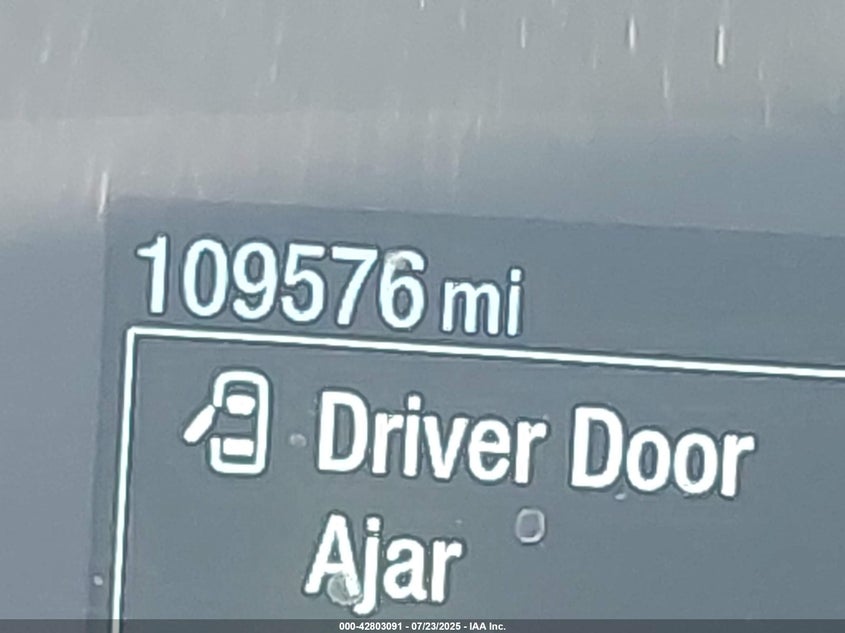 109576 mi
Driver Door
Ajar
000-42803091 - 07/23/2025 - IAA Inc.